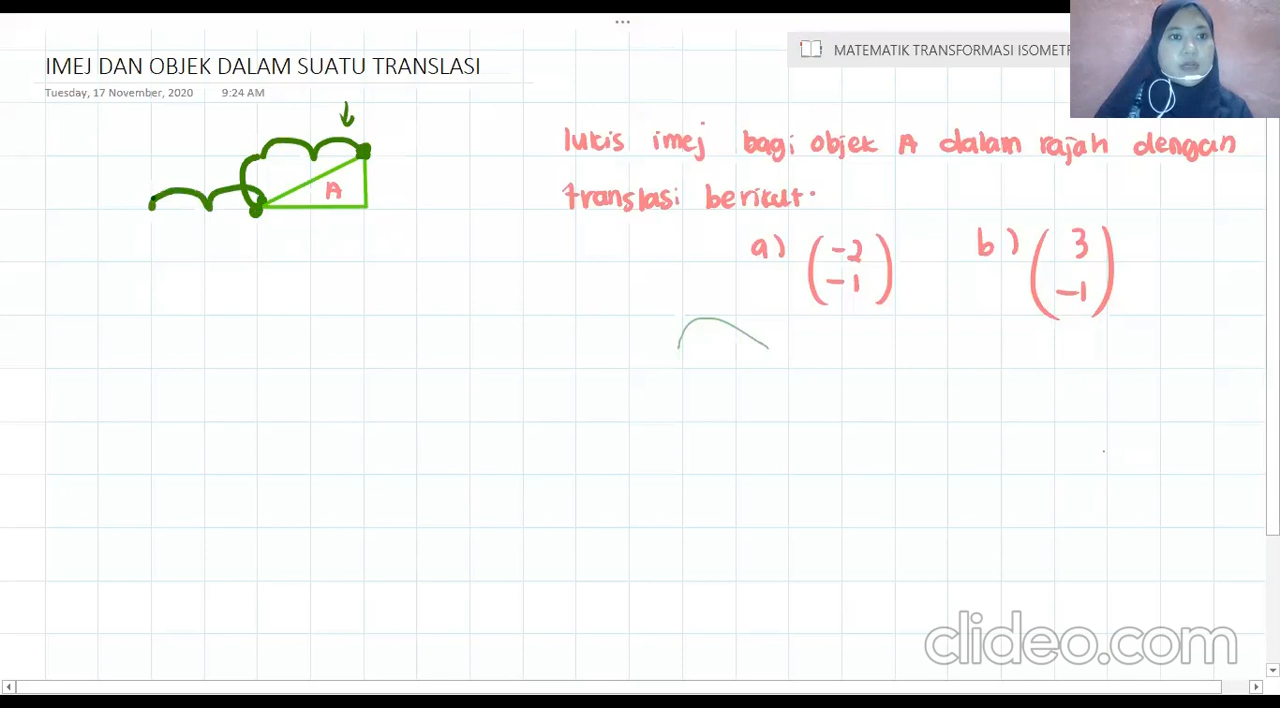 MATEMATIK TRANSFORMASI ISOMETR
IMEJ DAN OBJEK DALAM SUATU TRANSLASI
Tuesday, 17 November, 2020 9:24 AM
A
lukis imej bagi objek A dalam rajah dengan
translasi berikut.
a) (-2
-1)
b) (3
-1)
clideo.com